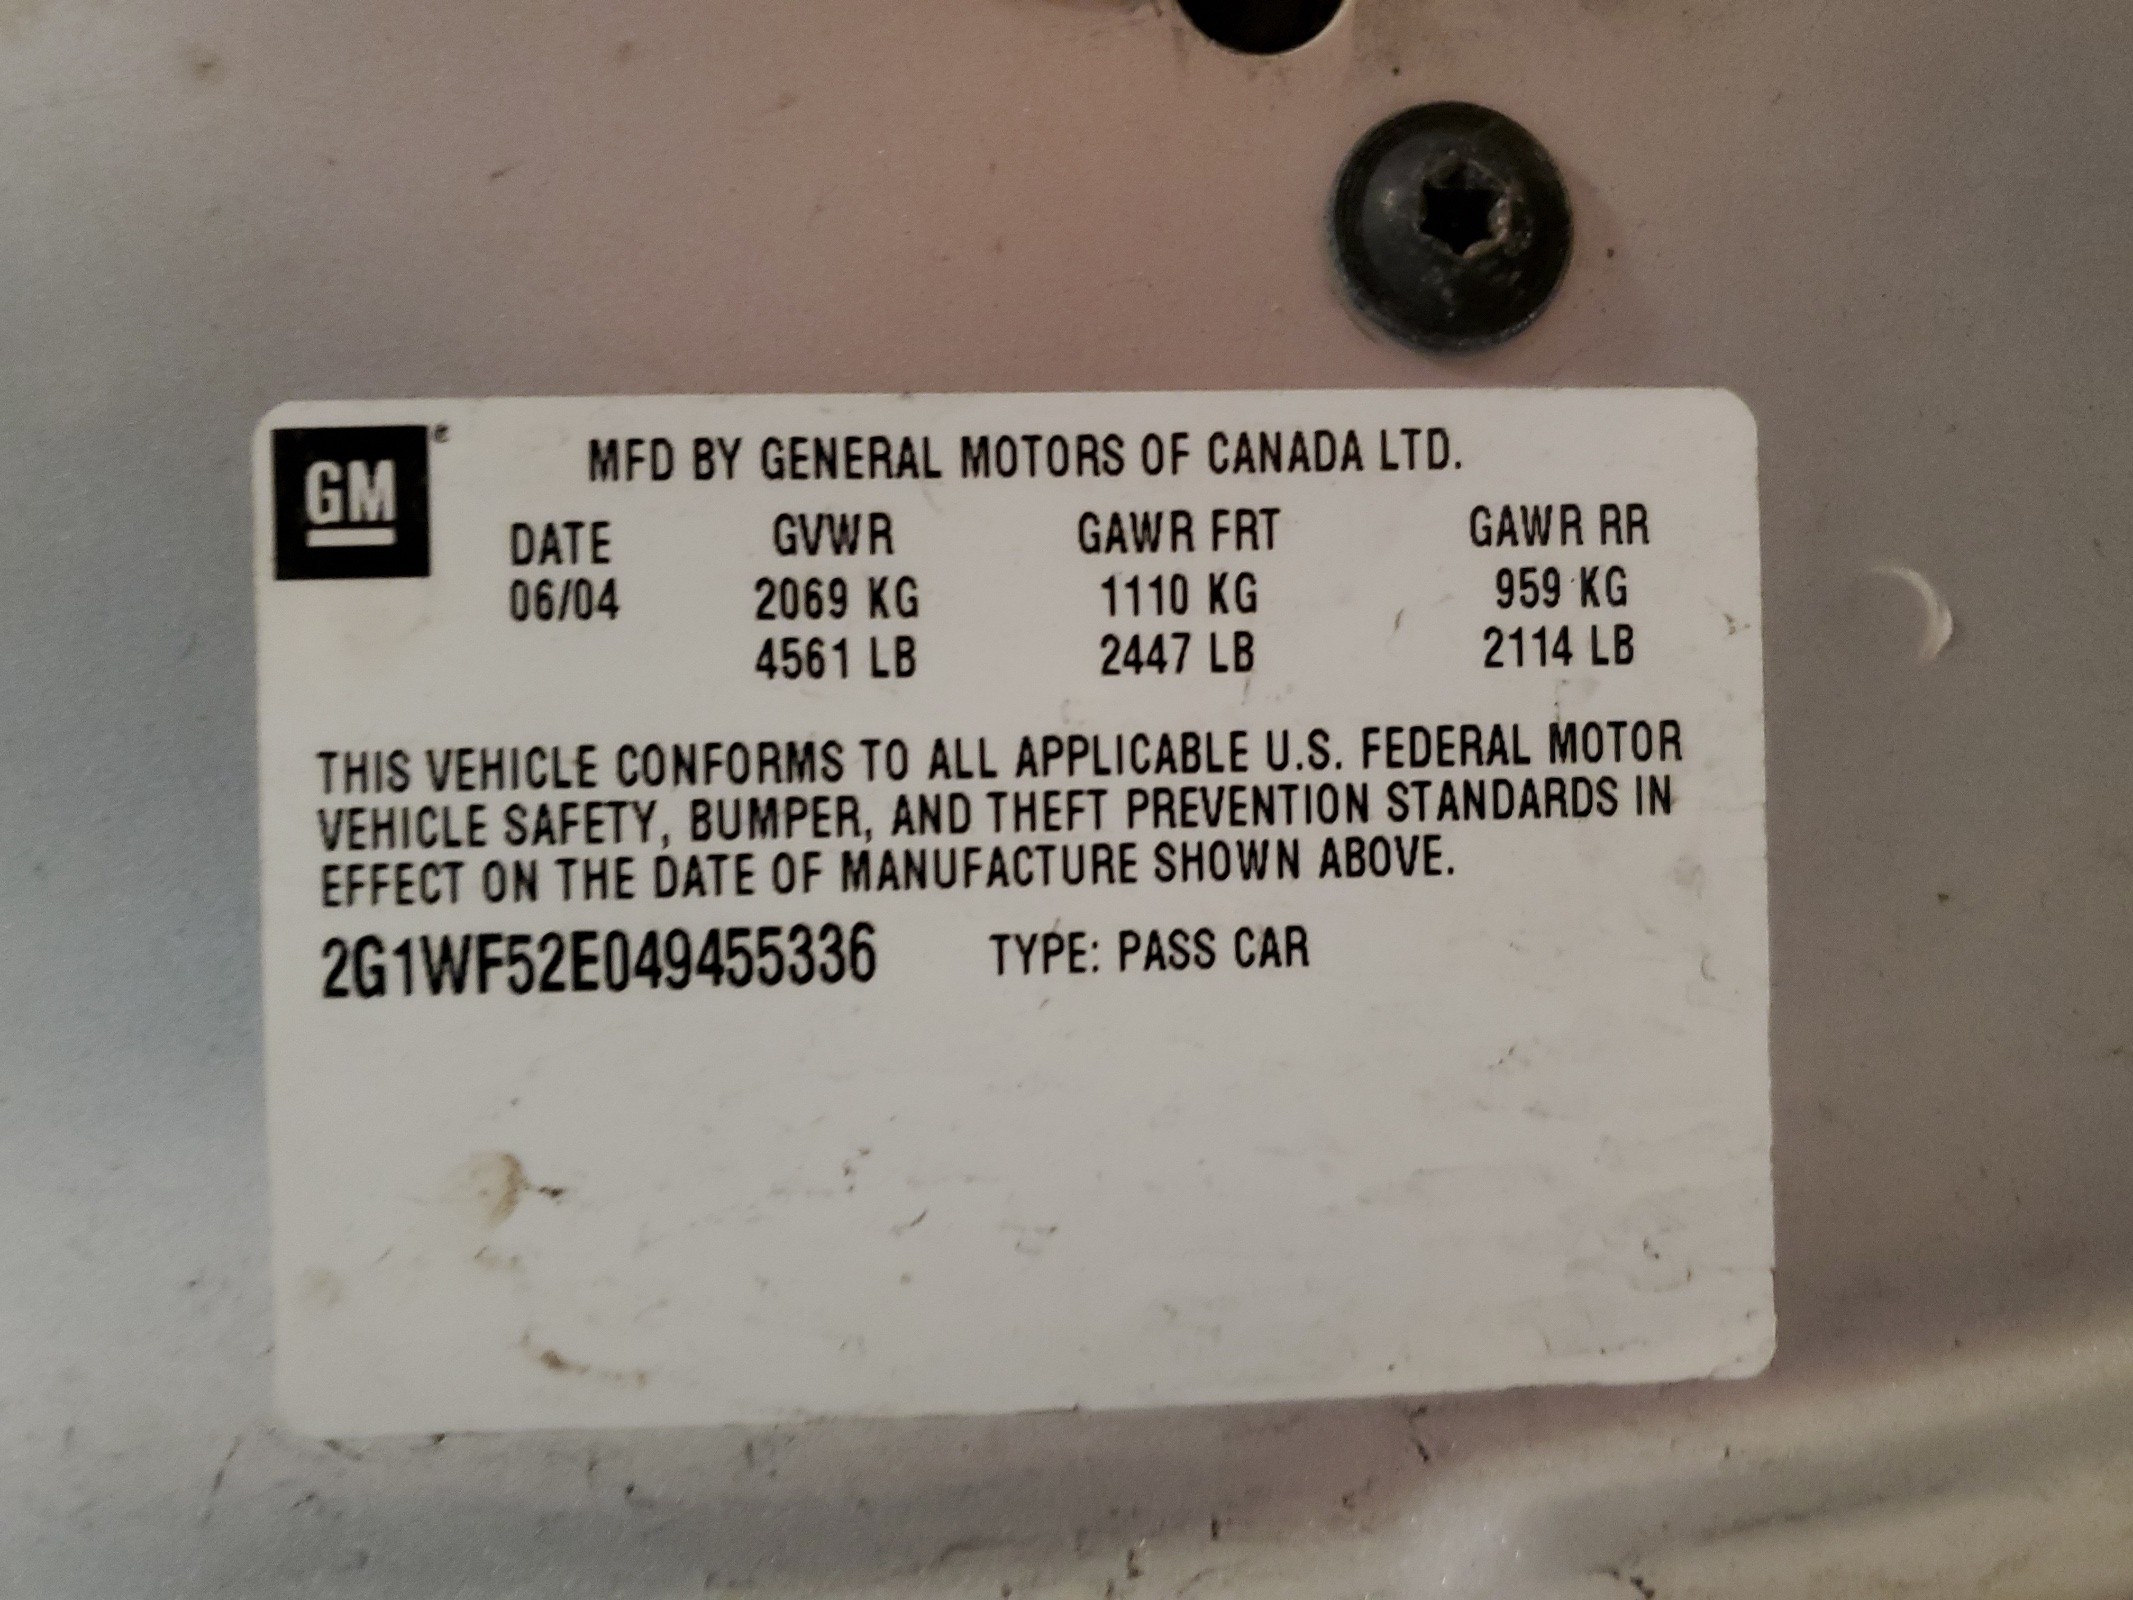 GM
MFD BY GENERAL MOTORS OF CANADA LTD.
DATE GVWR GAWR FRT GAWR RR
06/04 2069 KG 1110 KG 959 KG
4561 LB 2447 LB 2114 LB
THIS VEHICLE CONFORMS TO ALL APPLICABLE U.S. FEDERAL MOTOR
VEHICLE SAFETY, BUMPER, AND THEFT PREVENTION STANDARDS IN
EFFECT ON THE DATE OF MANUFACTURE SHOWN ABOVE.
2G1WF52E049455336 TYPE: PASS CAR